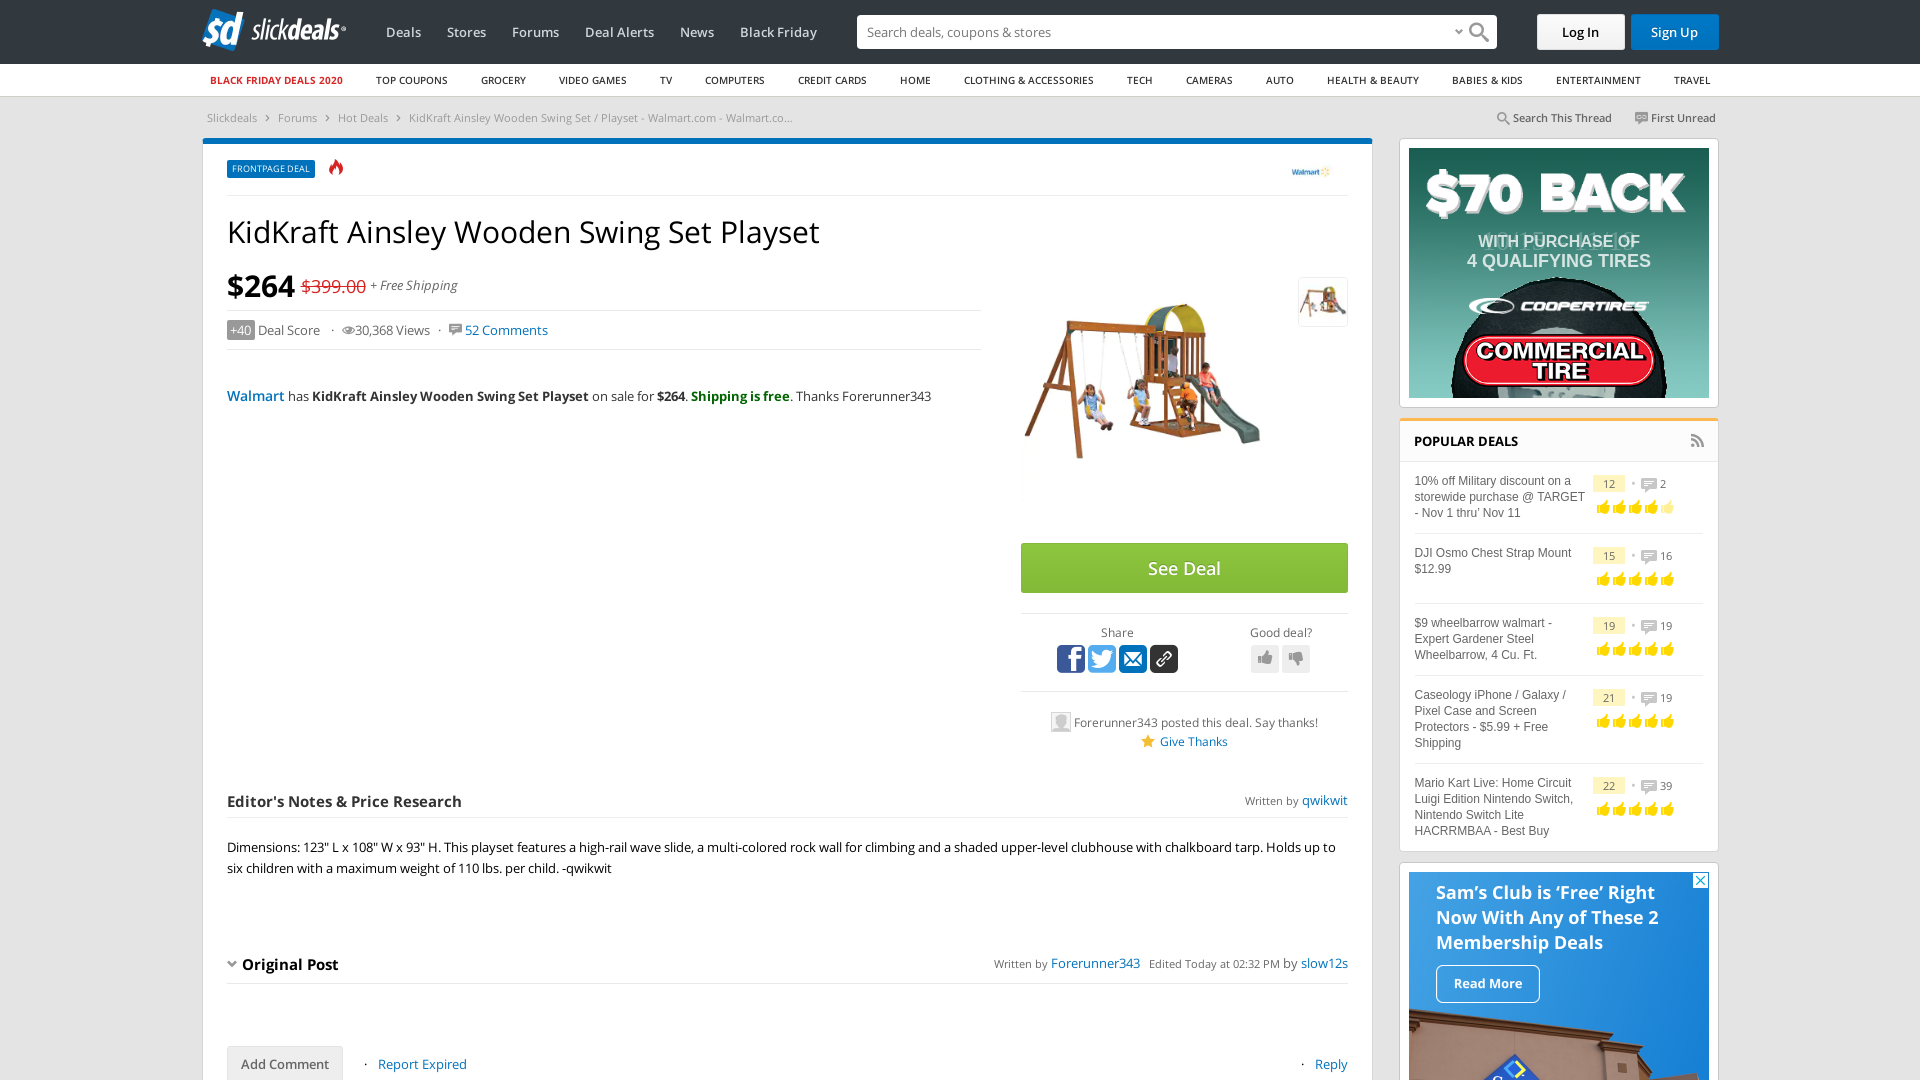 slickdeals
Deals
Stores
Forums
Deal Alerts
News
Black Friday
Search deals, coupons & stores
Log In
Sign Up
BLACK FRIDAY DEALS 2020
TOP COUPONS
GROCERY
VIDEO GAMES
TV
COMPUTERS
CREDIT CARDS
HOME
CLOTHING & ACCESSORIES
TECH
CAMERAS
AUTO
HEALTH & BEAUTY
BABIES & KIDS
ENTERTAINMENT
TRAVEL
Slickdeals > Forums > Hot Deals > KidKraft Ainsley Wooden Swing Set / Playset - Walmart.com - Walmart.co...
Search This Thread
First Unread
FRONTPAGE DEAL
Walmart
KidKraft Ainsley Wooden Swing Set Playset
$264 $399.00 + Free Shipping
+40 Deal Score · 30,368 Views · 52 Comments
Walmart has KidKraft Ainsley Wooden Swing Set Playset on sale for $264. Shipping is free. Thanks Forerunner343
See Deal
Share
Good deal?
Forerunner343 posted this deal. Say thanks!
Give Thanks
Editor's Notes & Price Research
Written by qwikwit
Dimensions: 123" L x 108" W x 93" H. This playset features a high-rail wave slide, a multi-colored rock wall for climbing and a shaded upper-level clubhouse with chalkboard tarp. Holds up to
six children with a maximum weight of 110 lbs. per child. -qwikwit
Original Post
Written by Forerunner343 Edited Today at 02:32 PM by slow12s
Add Comment
· Report Expired
· Reply
$70 BACK
WITH PURCHASE OF
4 QUALIFYING TIRES
COOPERTIRES
COMMERCIAL
TIRE
POPULAR DEALS
10% off Military discount on a
storewide purchase @ TARGET
- Nov 1 thru' Nov 11
12 • 2
DJI Osmo Chest Strap Mount
$12.99
15 • 16
$9 wheelbarrow walmart -
Expert Gardener Steel
Wheelbarrow, 4 Cu. Ft.
19 • 19
Caseology iPhone / Galaxy /
Pixel Case and Screen
Protectors - $5.99 + Free
Shipping
21 • 19
Mario Kart Live: Home Circuit
Luigi Edition Nintendo Switch,
Nintendo Switch Lite
HACRRMBAA - Best Buy
22 • 39
Sam's Club is 'Free' Right
Now With Any of These 2
Membership Deals
Read More